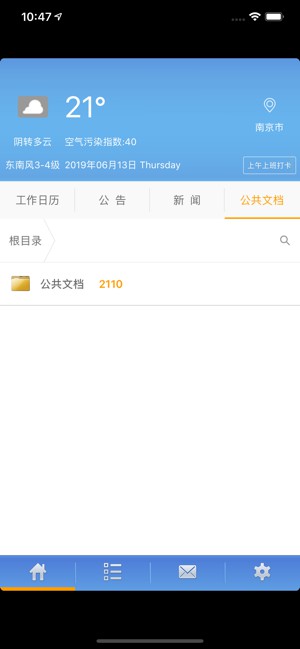 10:47
21°
阴转多云 空气污染指数:40
南京市
东南风3-4级 2019年06月13日 Thursday
上午上班打卡
工作日历 公 告 新 闻 公共文档
根目录
公共文档 2110